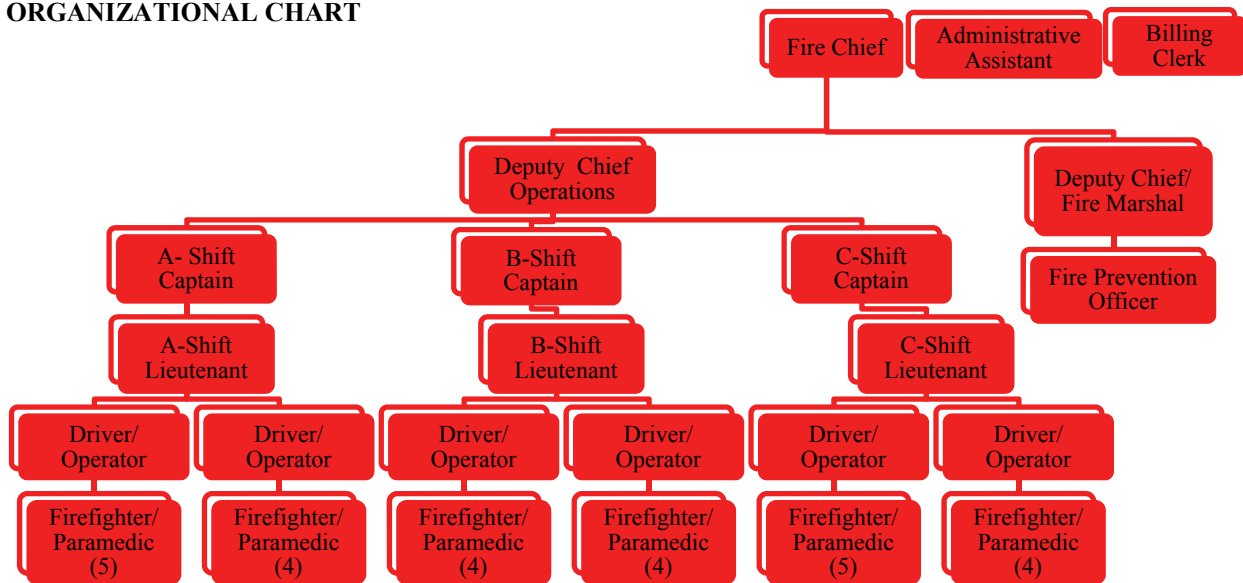 ORGANIZATIONAL CHART
Fire Chief
Administrative
Assistant
Billing
Clerk
Deputy Chief
Operations
Deputy Chief/
Fire Marshal
A- Shift
Captain
B-Shift
Captain
C-Shift
Captain
Fire Prevention
Officer
A-Shift
Lieutenant
B-Shift
Lieutenant
C-Shift
Lieutenant
Driver/
Operator
Driver/
Operator
Driver/
Operator
Driver/
Operator
Driver/
Operator
Driver/
Operator
Firefighter/
Paramedic
(5)
Firefighter/
Paramedic
(4)
Firefighter/
Paramedic
(4)
Firefighter/
Paramedic
(4)
Firefighter/
Paramedic
(5)
Firefighter/
Paramedic
(4)